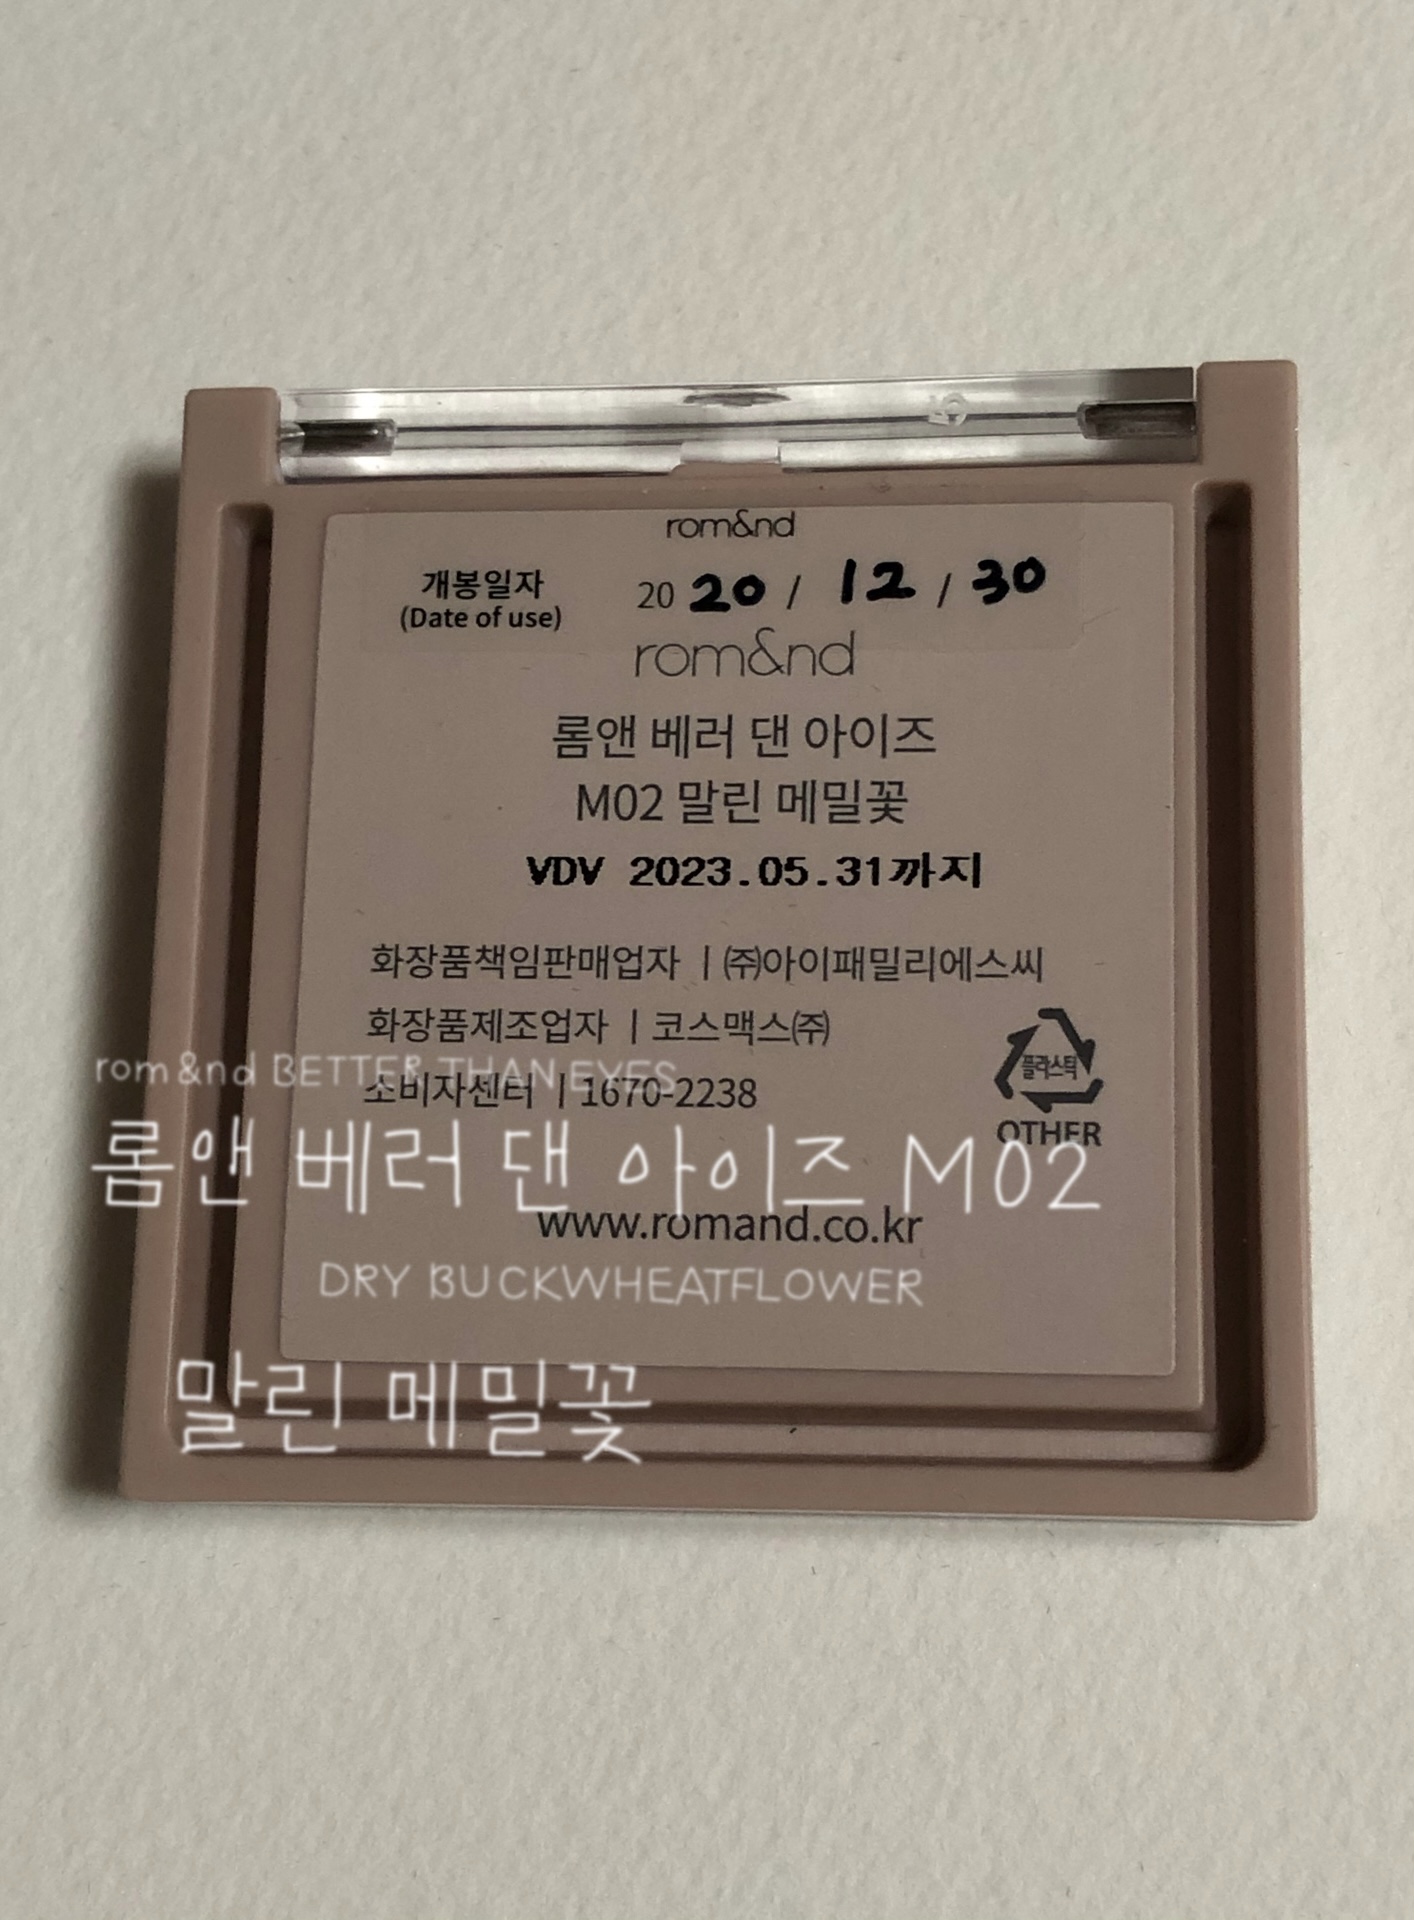 rom&nd
개봉일자
(Date of use)
20 20 / 12 / 30
rom&nd
롬앤 베러 댄 아이즈
M02 말린 메밀꽃
VDV 2023.05.31까지
화장품책임판매업자 | ㈜아이패밀리에스씨
화장품제조업자 | 코스맥스㈜
플라스틱
OTHER
rom&nd BETTER THAN EYES
소비자센터 | 1670-2238
롬앤 베러 댄 아이즈 M02
www.romand.co.kr
DRY BUCKWHEATFLOWER
말린 메밀꽃